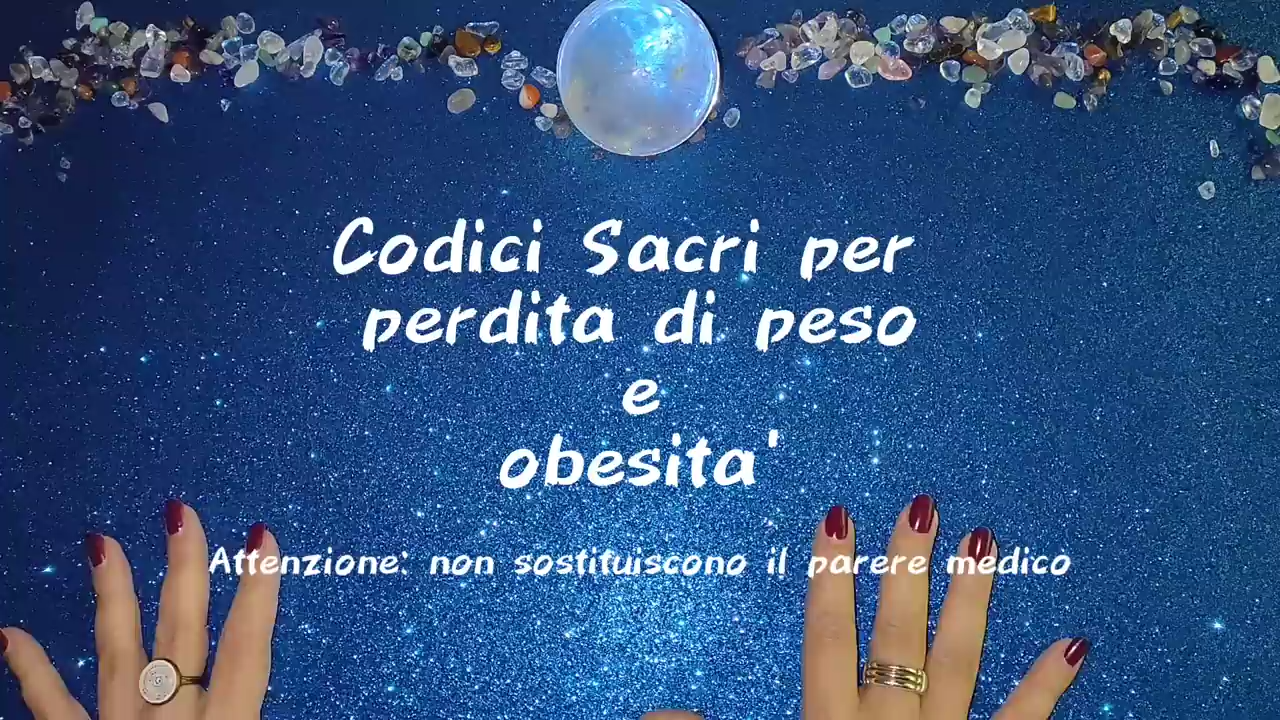 Codici Sacri per
perdita di peso
e
obesita'
Attenzione: non sostituiscono il parere medico